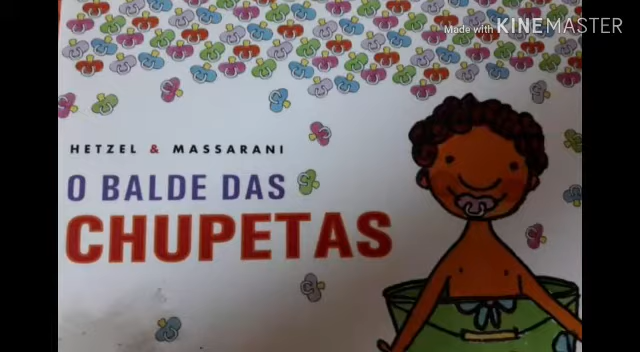 Made with KINEMASTER
HETZEL & MASSARANI
O BALDE DAS
CHUPETAS